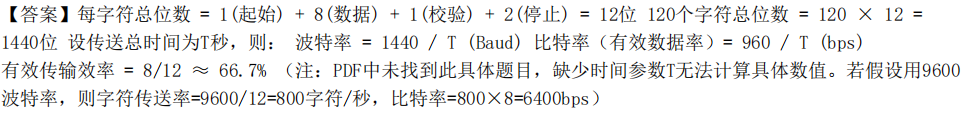 【答案】每字符总位数 = 1(起始) + 8(数据) + 1(校验) + 2(停止) = 12位 120个字符总位数 = 120 × 12 =
1440位 设传送总时间为T秒，则： 波特率 = 1440 / T (Baud) 比特率（有效数据率）= 960 / T (bps)
有效传输效率 = 8/12 ≈ 66.7% （注：PDF中未找到此具体题目，缺少时间参数T无法计算具体数值。若假设用9600
波特率，则字符传送率=9600/12=800字符/秒，比特率=800×8=6400bps）